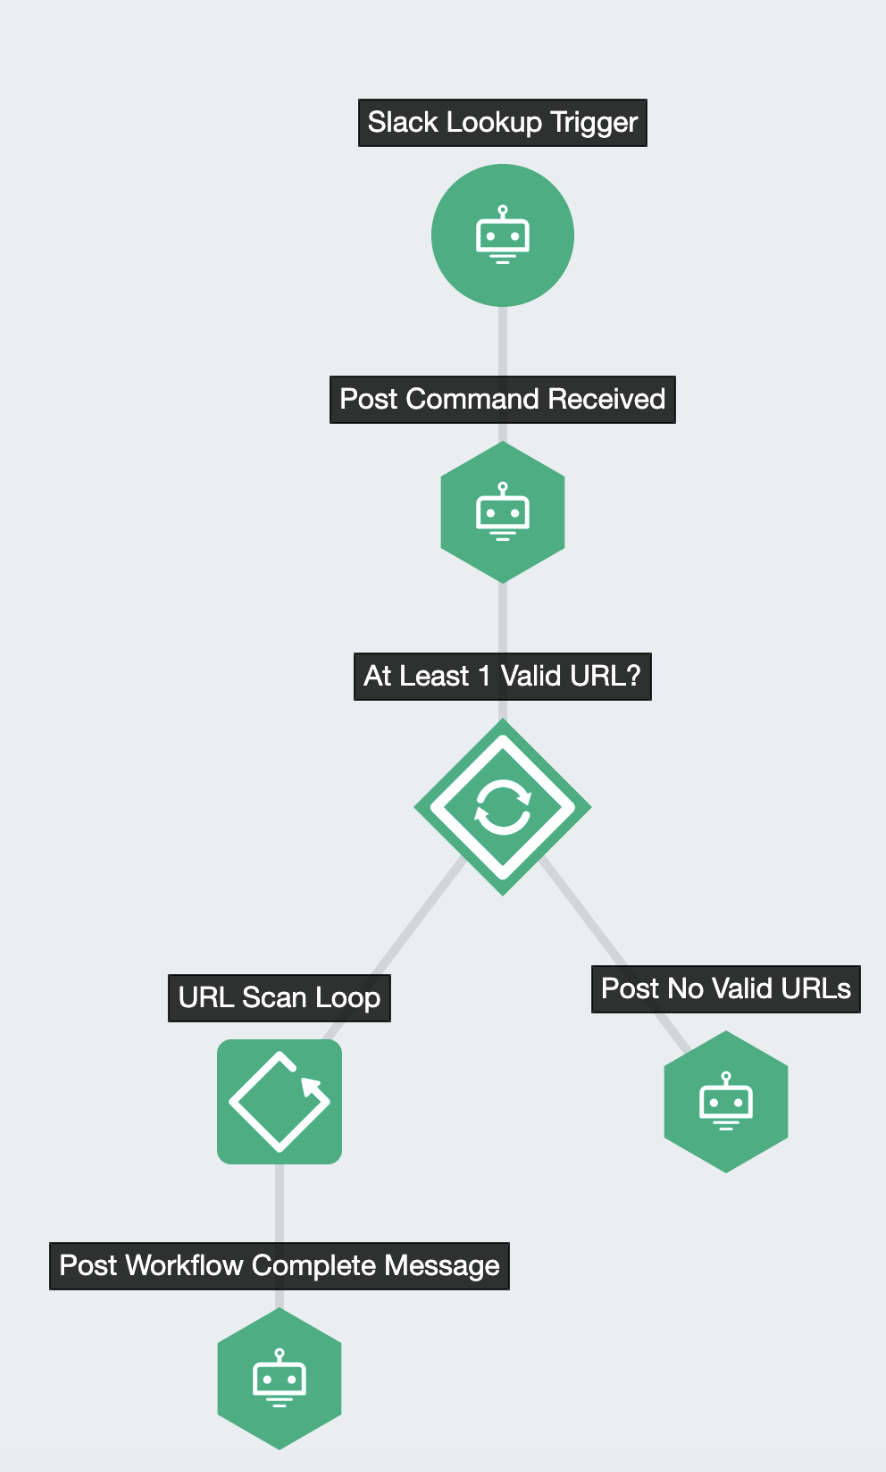 Slack Lookup Trigger
Post Command Received
At Least 1 Valid URL?
URL Scan Loop
Post No Valid URLs
Post Workflow Complete Message